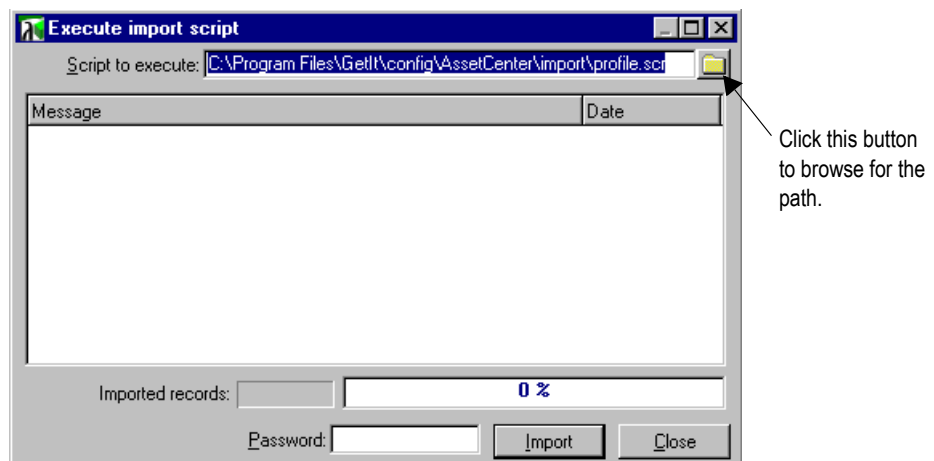 Execute import script
Script to execute: C:\Program Files\GetIt\config\AssetCenter\import\profile.scr
Message Date
Click this button
to browse for the
path.
Imported records: 0 %
Password: Import Close